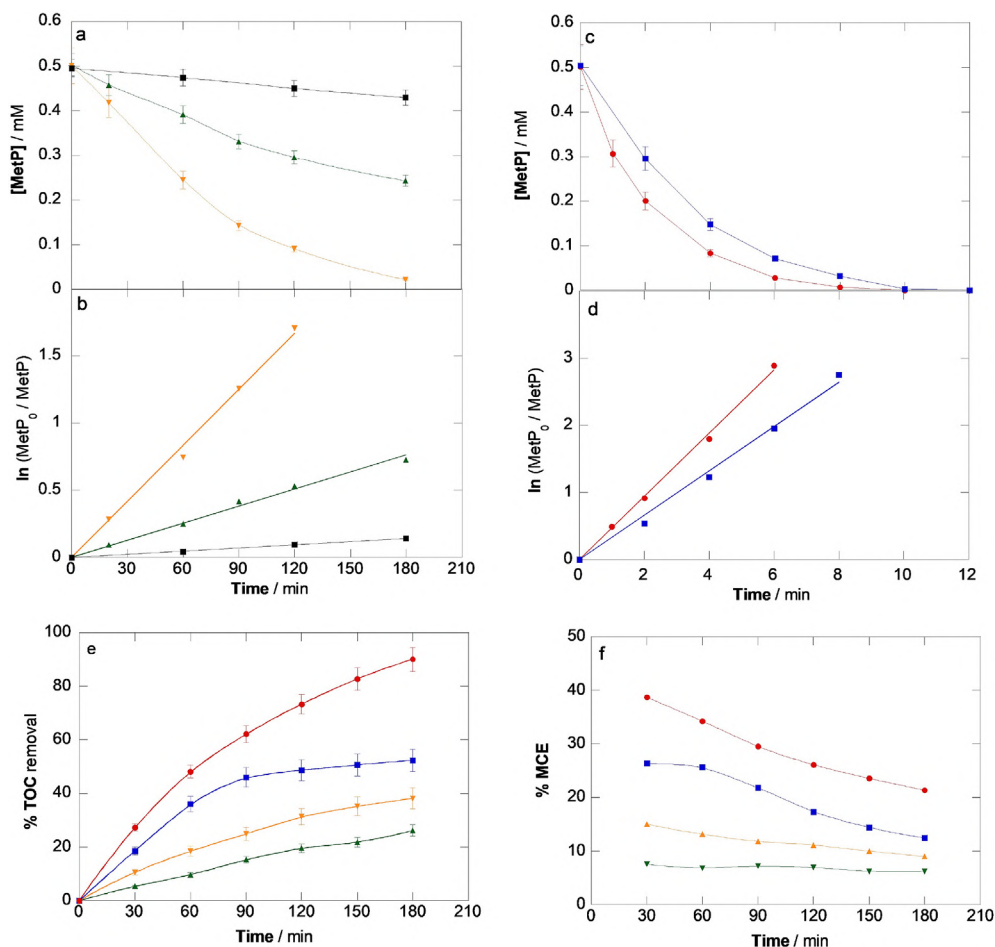 a
0.6
0.5
0.4
0.3
0.2
0.1
0
[MetP] / mM
b
1.5
1
0.5
0
ln (MetP0 / MetP)
0 30 60 90 120 150 180 210
Time / min
c
0.6
0.5
0.4
0.3
0.2
0.1
0
[MetP] / mM
d
3
2
1
0
ln (MetP0 / MetP)
0 2 4 6 8 10 12
Time / min
e
100
80
60
40
20
0
% TOC removal
0 30 60 90 120 150 180 210
Time / min
f
50
40
30
20
10
0
% MCE
0 30 60 90 120 150 180 210
Time / min